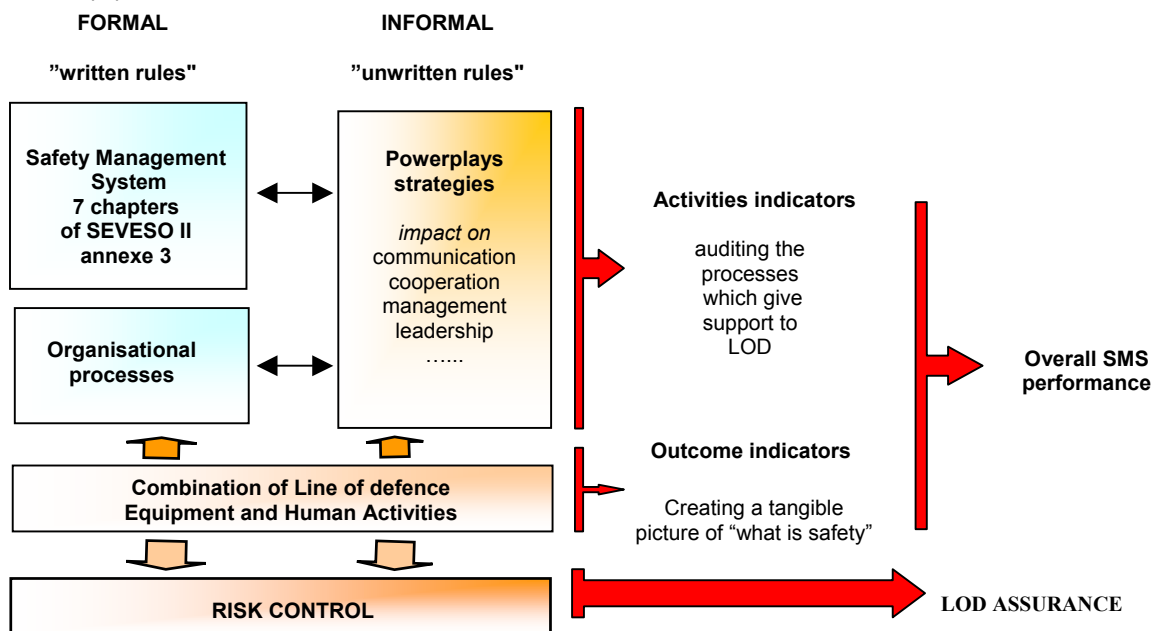 FORMAL
”written rules"
INFORMAL
"unwritten rules"
Safety Management
System
7 chapters
of SEVESO II
annexe 3
Organisational
processes
Powerplays
strategies
impact on
communication
cooperation
management
leadership
…...
Activities indicators
auditing the
processes
which give
support to
LOD
Overall SMS
performance
Combination of Line of defence
Equipment and Human Activities
Outcome indicators
Creating a tangible
picture of “what is safety”
RISK CONTROL
LOD ASSURANCE